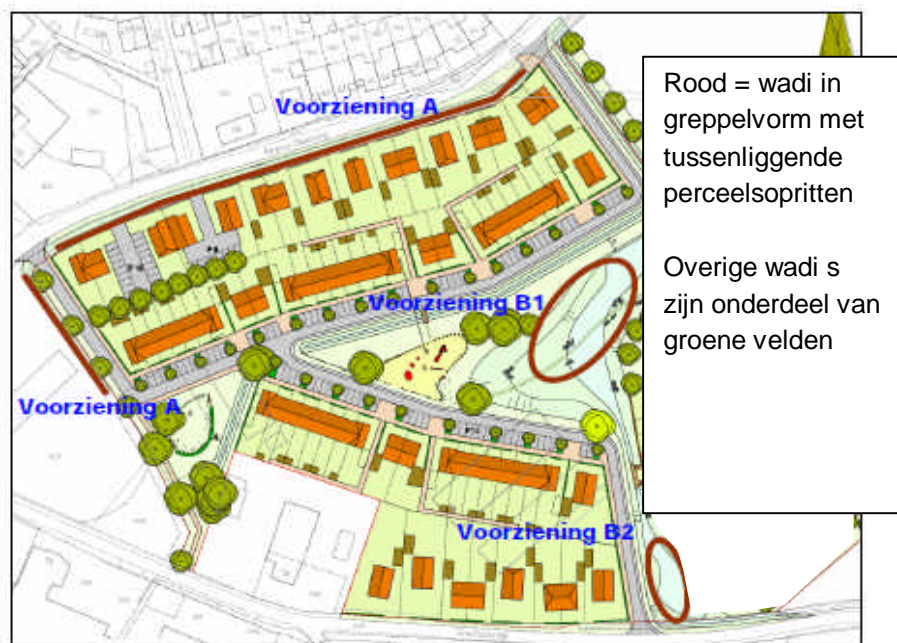 Voorziening A
Rood = wadi in
greppelvorm met
tussenliggende
perceelsopritten
Overige wadi s
zijn onderdeel van
groene velden
Voorziening B1
Voorziening A
Voorziening B2